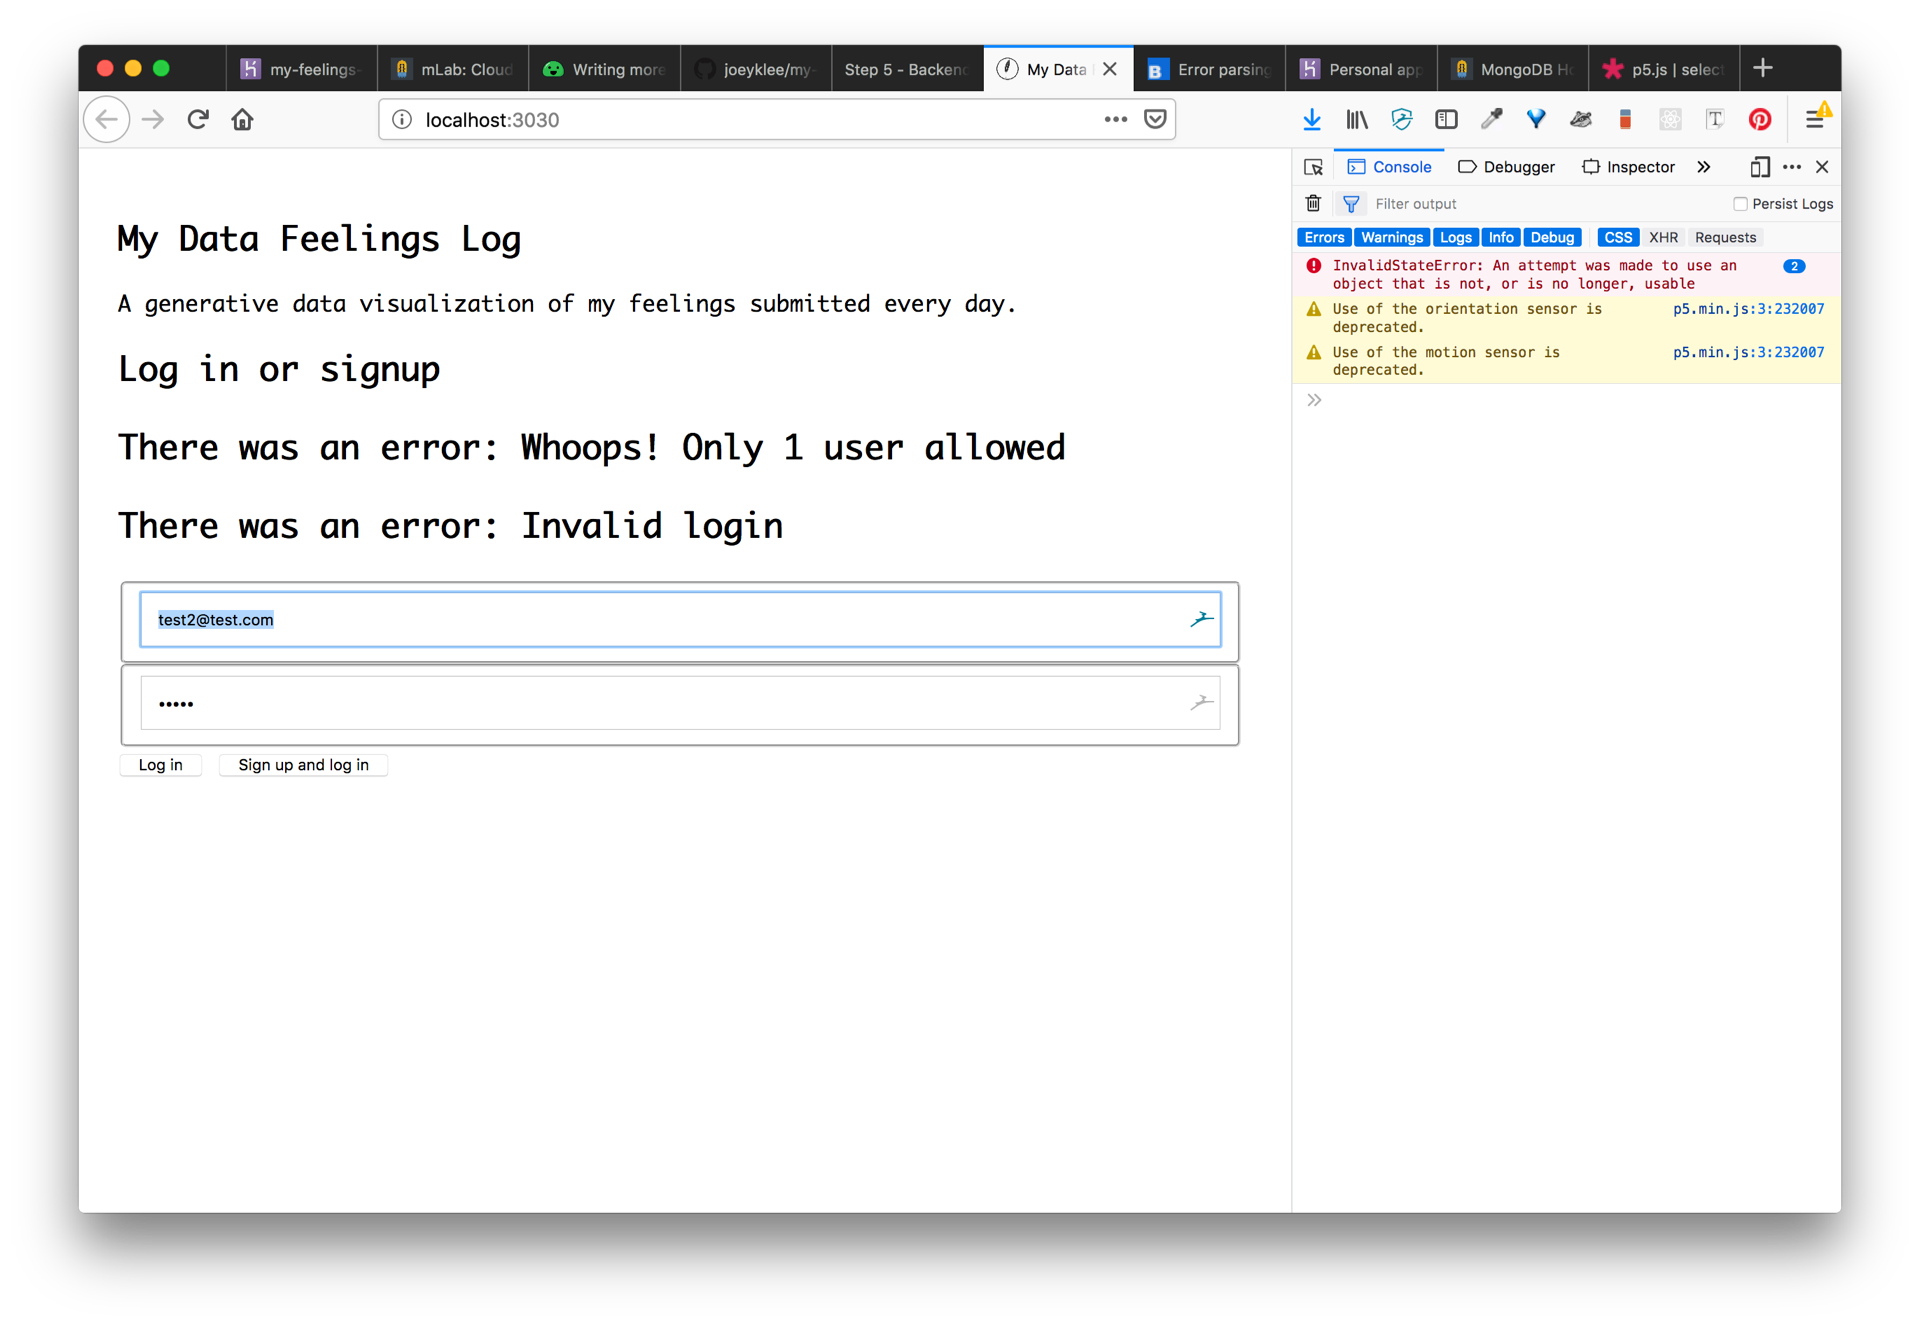 my-feelings-
mLab: Cloud
Writing more
joeyklee/my-
Step 5 - Backend
My Data
Error parsing
Personal app
MongoDB Ho
p5.js | select
localhost:3030
Console
Debugger
Inspector
Filter output
Persist Logs
Errors Warnings Logs Info Debug CSS XHR Requests
InvalidStateError: An attempt was made to use an 2
object that is not, or is no longer, usable
Use of the orientation sensor is p5.min.js:3:232007
deprecated.
Use of the motion sensor is p5.min.js:3:232007
deprecated.
My Data Feelings Log
A generative data visualization of my feelings submitted every day.
Log in or signup
There was an error: Whoops! Only 1 user allowed
There was an error: Invalid login
test2@test.com
•••••
Log in Sign up and log in